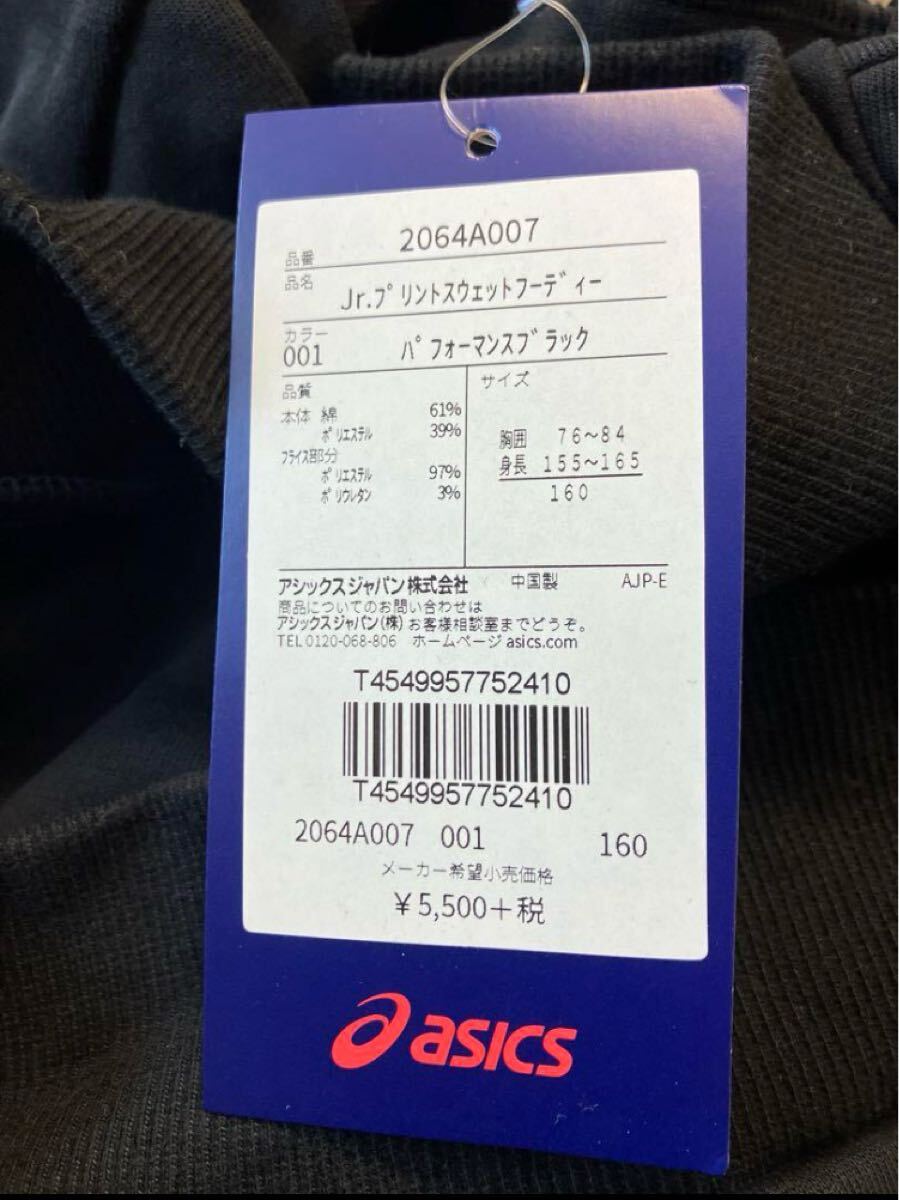 品番 2064A007
品名 Jr.プリントスウェットフーディー
カラー
001 パフォーマンスブラック
品質
本体 綿 61%
ポリエステル 39%
フライス部分
ポリエステル 97%
ポリウレタン 3%
サイズ
胸囲 76~84
身長 155~165
160
アシックスジャパン株式会社 中国製 AJP-E
商品についてのお問い合わせは
アシックスジャパン(株)お客様相談室までどうぞ。
TEL 0120-068-806 ホームページ asics.com
T4549957752410
T4549957752410
2064A007 001 160
メーカー希望小売価格
¥5,500+税
asics